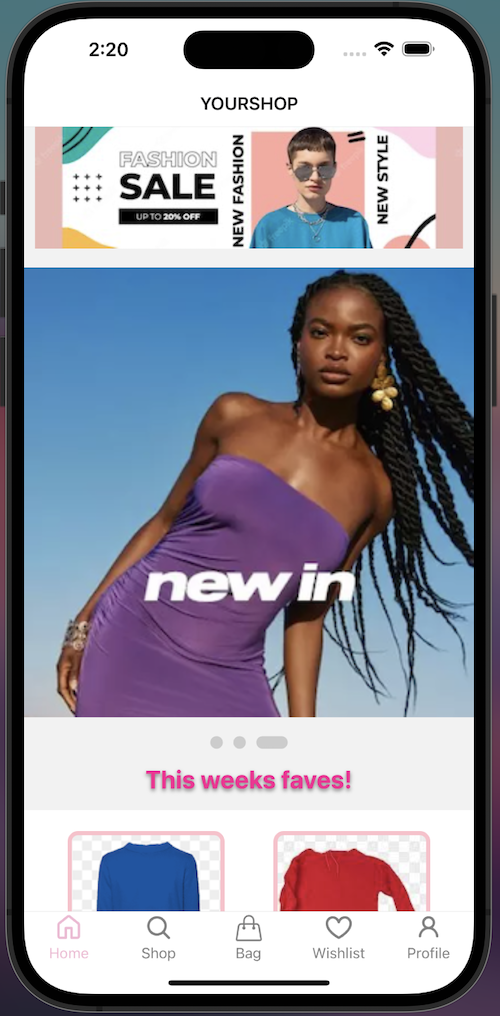 2:20
YOURSHOP
FASHION
SALE
UP TO 20% OFF
NEW FASHION
NEW STYLE
new in
This weeks faves!
Home
Shop
Bag
Wishlist
Profile